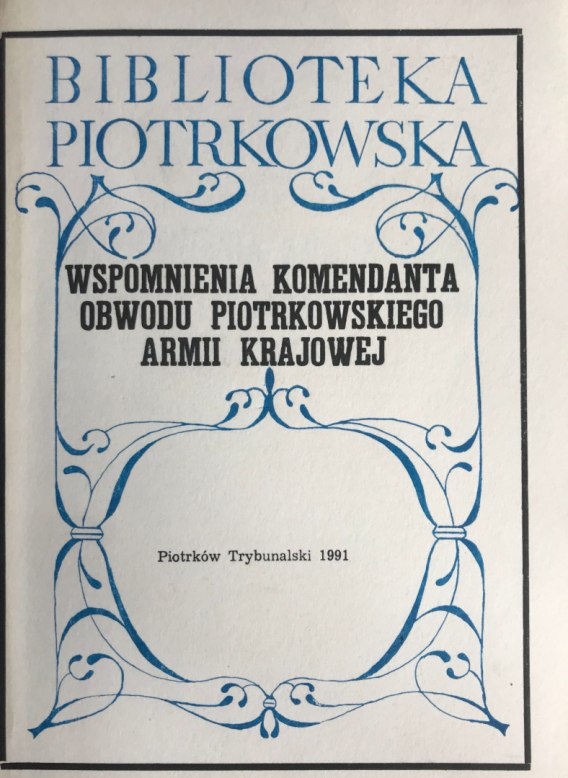 BIBLIOTEKA
PIOTRKOWSKA
WSPOMNIENIA KOMENDANTA
OBWODU PIOTRKOWSKIEGO
ARMII KRAJOWEJ
Piotrków Trybunalski 1991